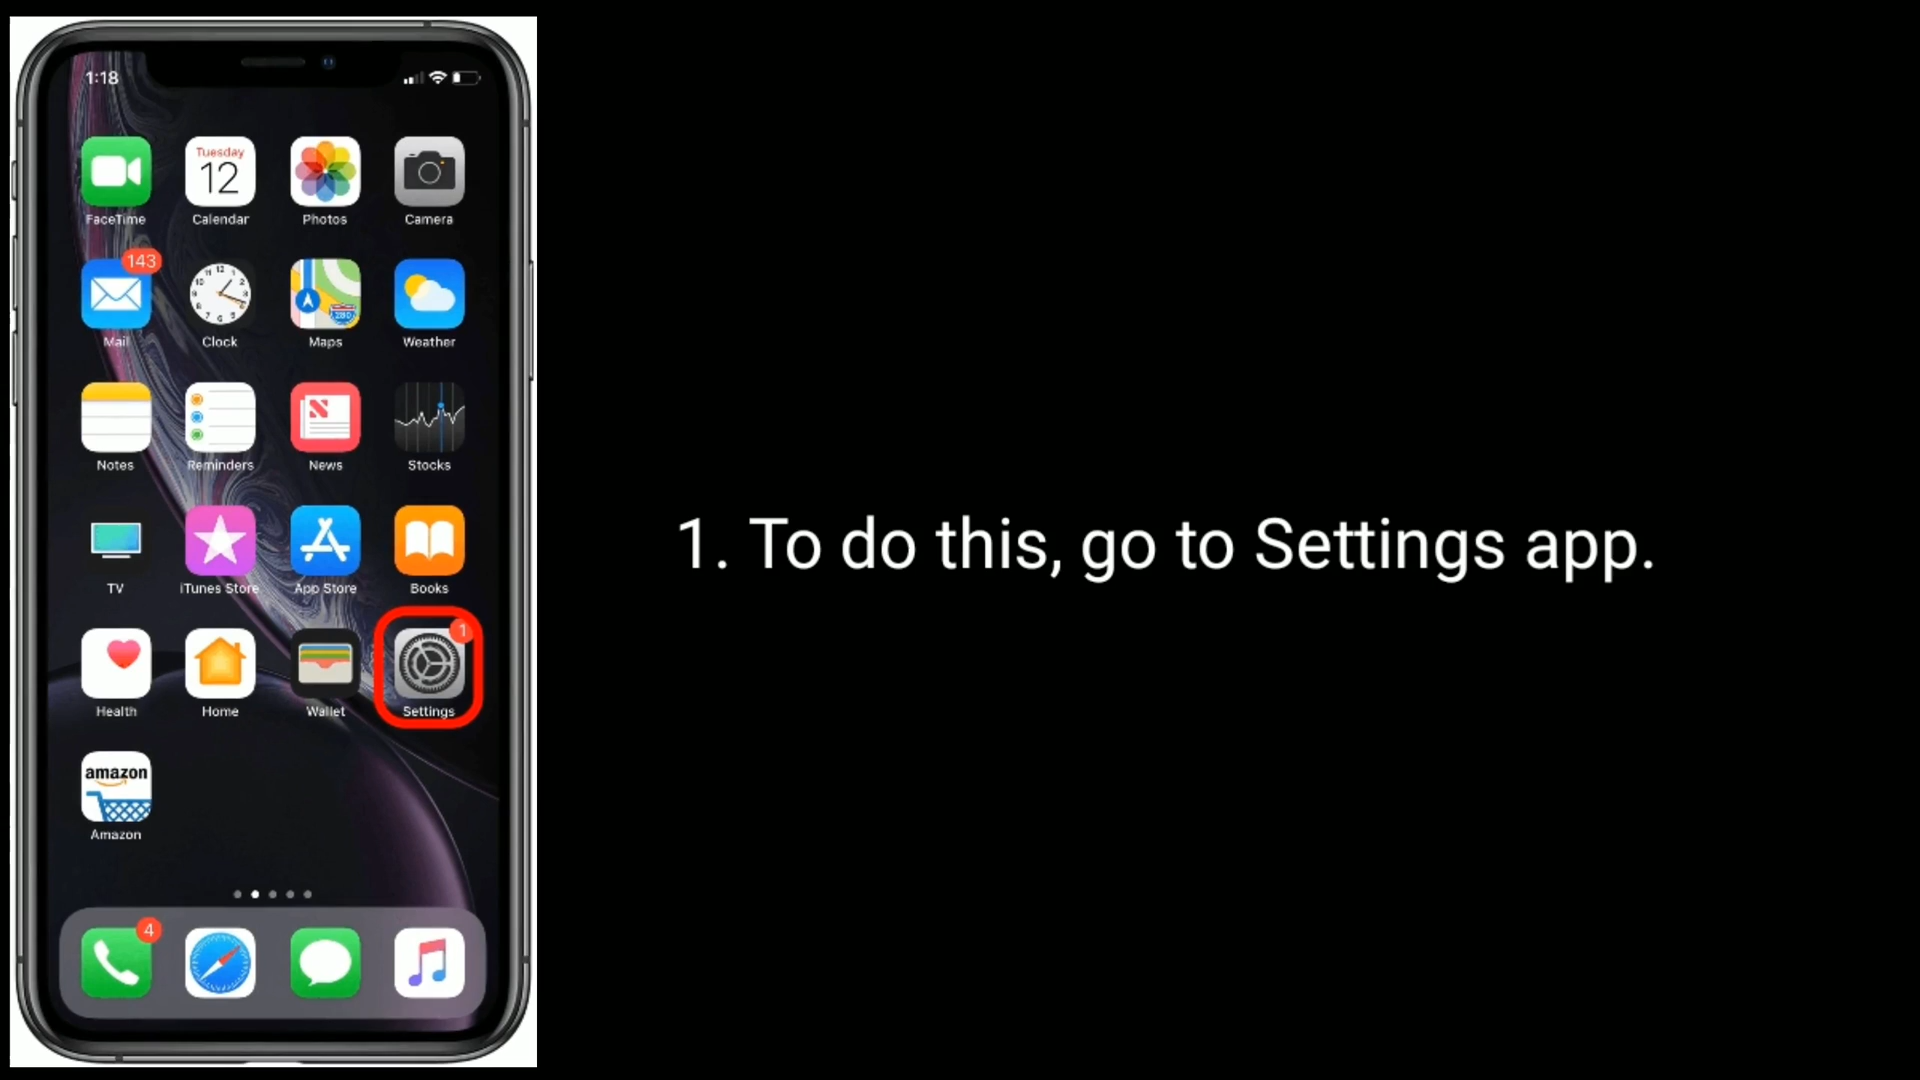 1:18
Tuesday
12
FaceTime
Calendar
Photos
Camera
143
280
Mail
Clock
Maps
Weather
Notes
Reminders
News
Stocks
TV
iTunes Store
App Store
Books
1
Health
Home
Wallet
Settings
amazon
Amazon
4
1. To do this, go to Settings app.